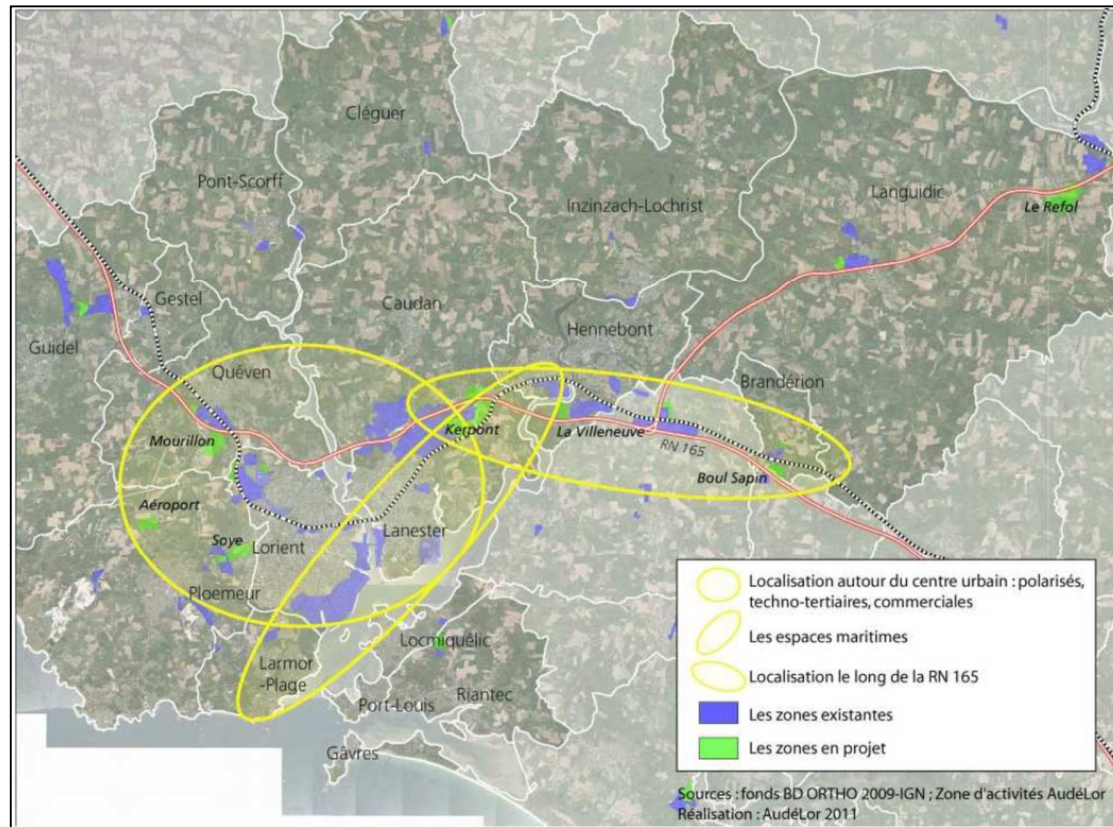 Cléguer
Pont-Scorff
Inzinzach-Lochrist
Languidic
Le Refol
Gestel
Caudan
Guidel
Hennebont
Quéven
Brandérion
Mourillon
Kerpont
La Villeneuve
RN 165
Boul Sapin
Aéroport
Lanester
Soye
Lorient
Ploemeur
Locmiquélic
Larmor
-Plage
Riantec
Port-Louis
Gâvres
Localisation autour du centre urbain : polarisés,
techno-tertiaires, commerciales
Les espaces maritimes
Localisation le long de la RN 165
Les zones existantes
Les zones en projet
Sources : fonds BD ORTHO 2009-IGN ; Zone d'activités AudéLor
Réalisation : AudéLor 2011